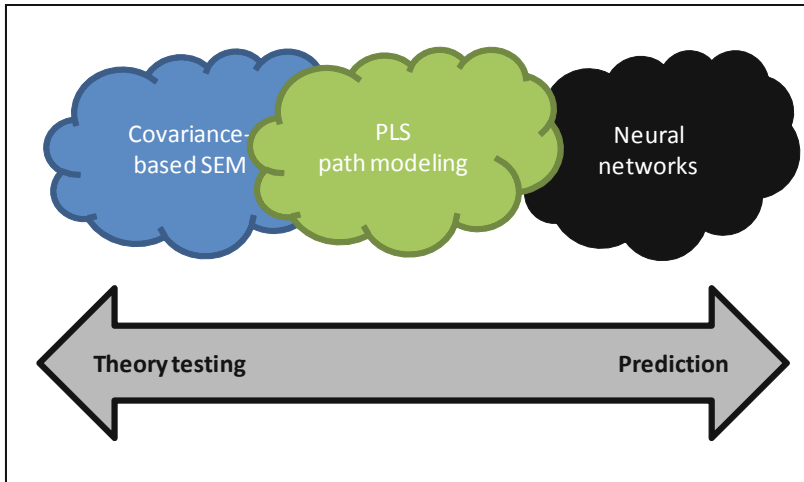 Covariance-
based SEM
PLS
path modeling
Neural
networks
Theory testing
Prediction